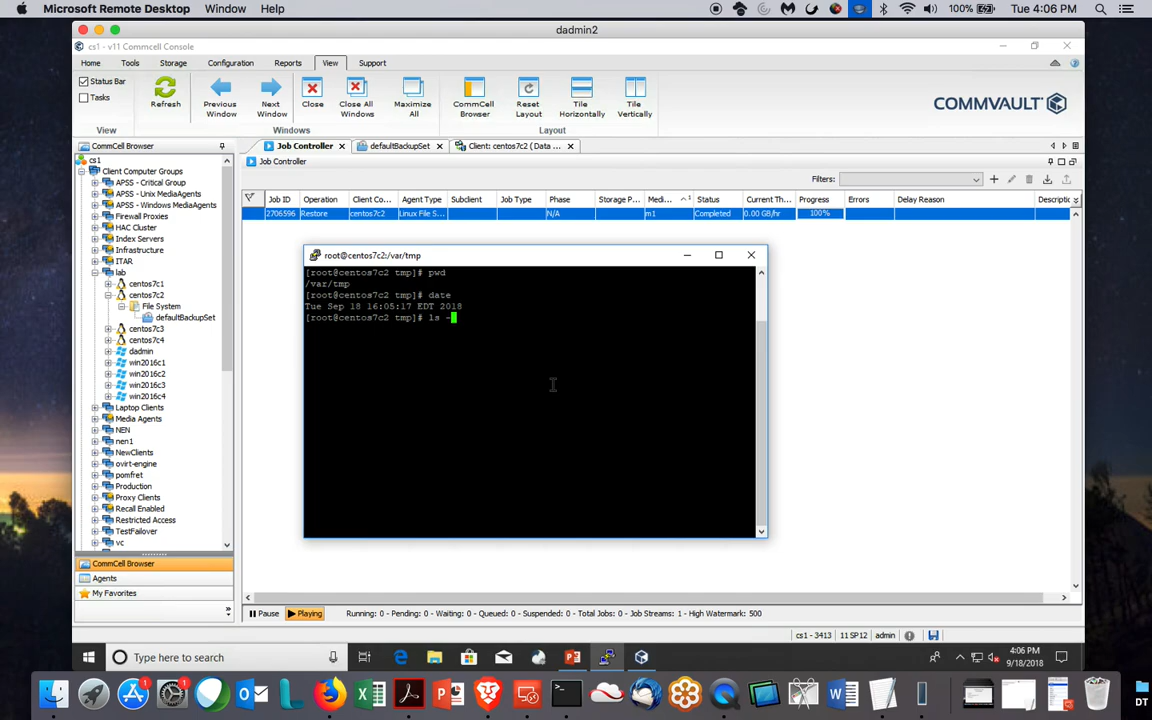 Microsoft Remote Desktop Window Help 100% Tue 4:06 PM
dadmin2
cs1 - v11 Commcell Console
Home Tools Storage Configuration Reports View Support
Status Bar
Tasks
Refresh
Previous Window
Next Window
Close
Close All Windows
Maximize All
CommCell Browser
Reset Layout
Tile Horizontally
Tile Vertically
View Windows Layout
COMMVAULT
CommCell Browser
Job Controller defaultBackupSet Client: centos7c2 (Data ...
cs1
Job Controller
Client Computer Groups
APSS - Critical Group
APSS - Unix MediaAgents
APSS - Windows MediaAgents
Firewall Proxies
HAC Cluster
Index Servers
Infrastructure
ITAR
lab
centos7c1
centos7c2
File System
defaultBackupSet
centos7c3
centos7c4
dadmin
win2016c1
win2016c2
win2016c3
win2016c4
Laptop Clients
Media Agents
NEN
nen1
NewClients
ovirt-engine
pomfret
Production
Proxy Clients
Recall Enabled
Restricted Access
TestFailover
vc
CommCell Browser
Agents
My Favorites
Filters:
Job ID Operation Client Co... Agent Type Subclient Job Type Phase Storage P... Medi... 1 Status Current Th... Progress Errors Delay Reason Descriptic
2706596 Restore centos7c2 Linux File S... N/A m1 Completed 0.00 GB/hr 100%
root@centos7c2:/var/tmp
[root@centos7c2 tmp]# pwd
/var/tmp
[root@centos7c2 tmp]# date
Tue Sep 18 16:05:17 EDT 2018
[root@centos7c2 tmp]# ls -
Pause Playing Running: 0 - Pending: 0 - Waiting: 0 - Queued: 0 - Suspended: 0 - Total Jobs: 0 - Job Streams: 1 - High Watermark: 500
cs1 - 3413 11 SP12 admin
Type here to search
4:06 PM
9/18/2018
1
1
DT